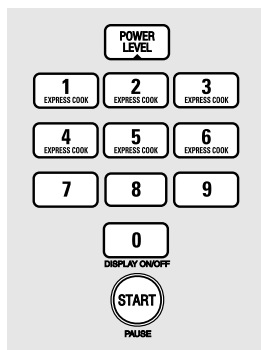 POWER
LEVEL
1 2 3
EXPRESS COOK EXPRESS COOK EXPRESS COOK
4 5 6
EXPRESS COOK EXPRESS COOK EXPRESS COOK
7 8 9
0
DISPLAY ON/OFF
START
PAUSE